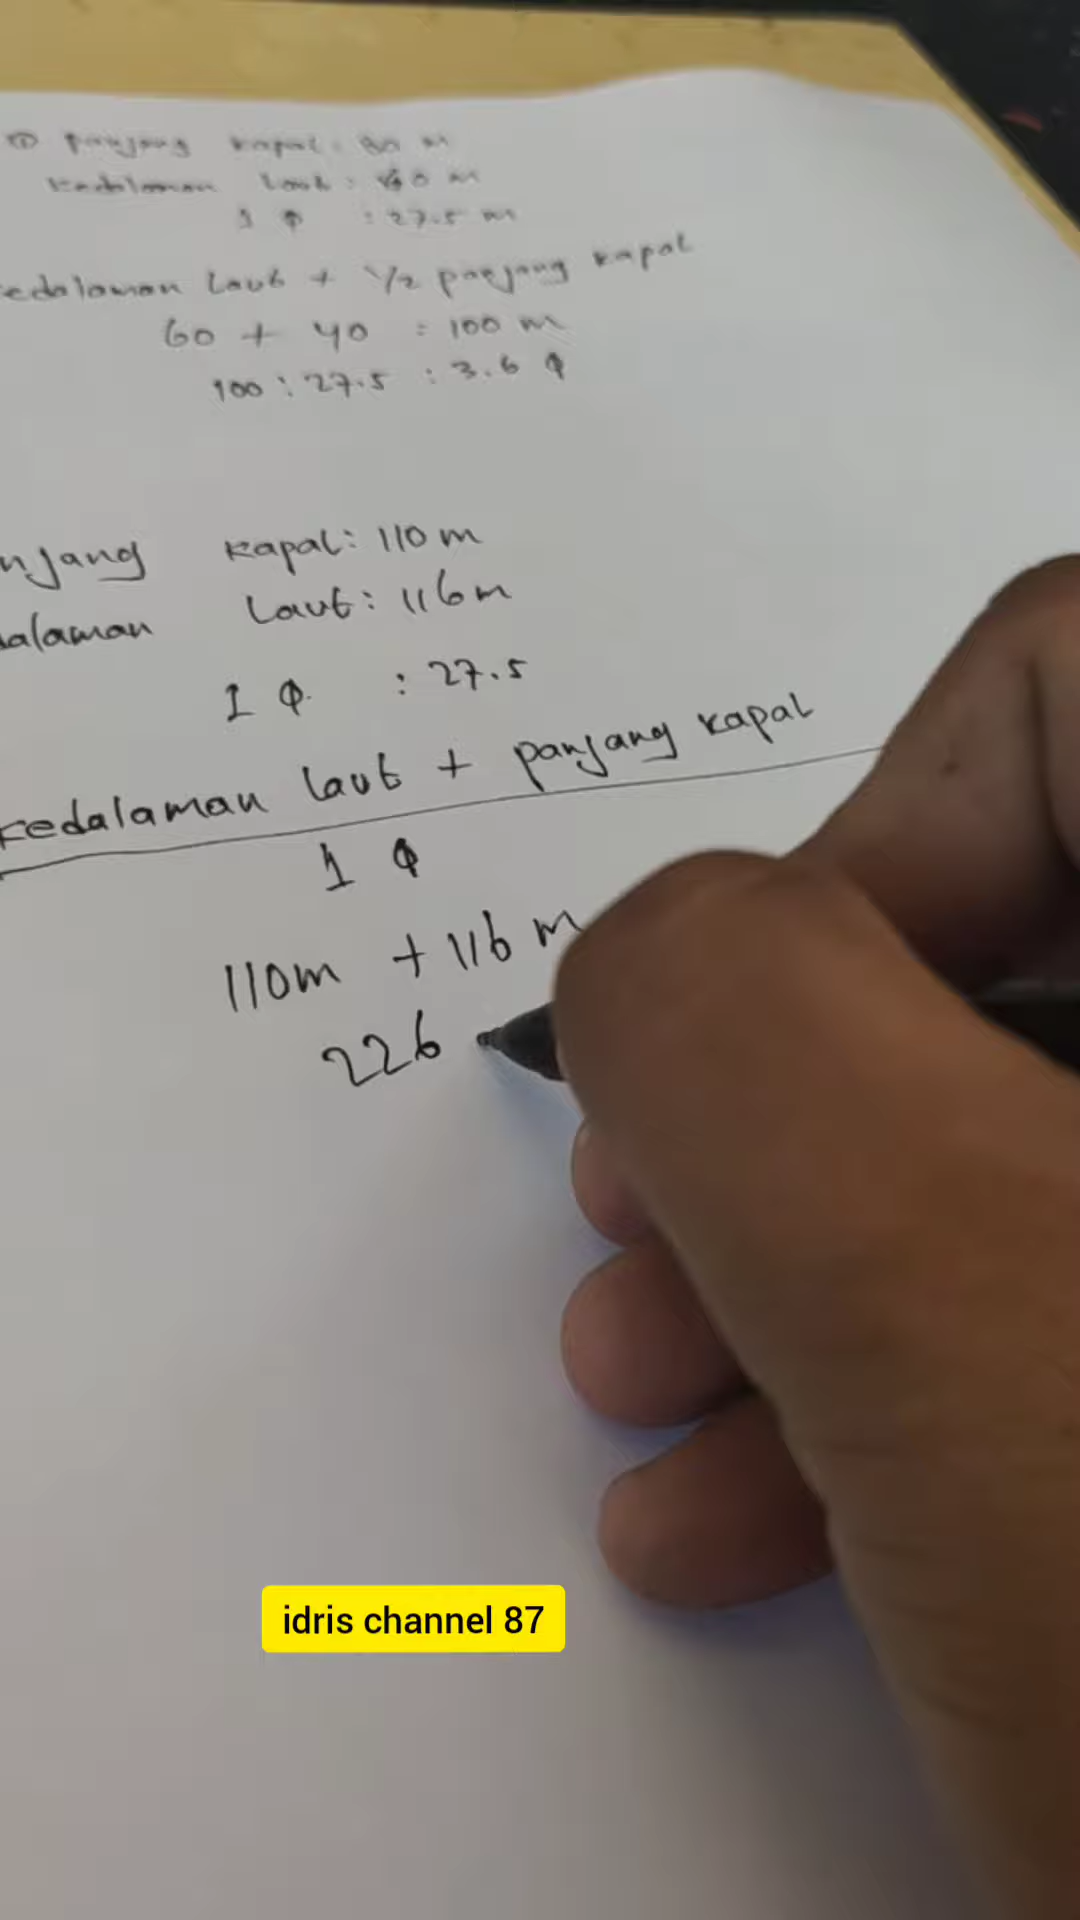 ① panjang kapal : 80 m
kedalaman laut : 60 m
1 φ : 27.5 m
kedalaman laut + 1/2 panjang kapal
60 + 40 : 100 m
100 : 27.5 : 3.6 φ
njang kapal : 110 m
dalaman laut : 116 m
1 φ : 27.5
kedalaman laut + panjang kapal
1 φ
110m + 116 m
226
idris channel 87